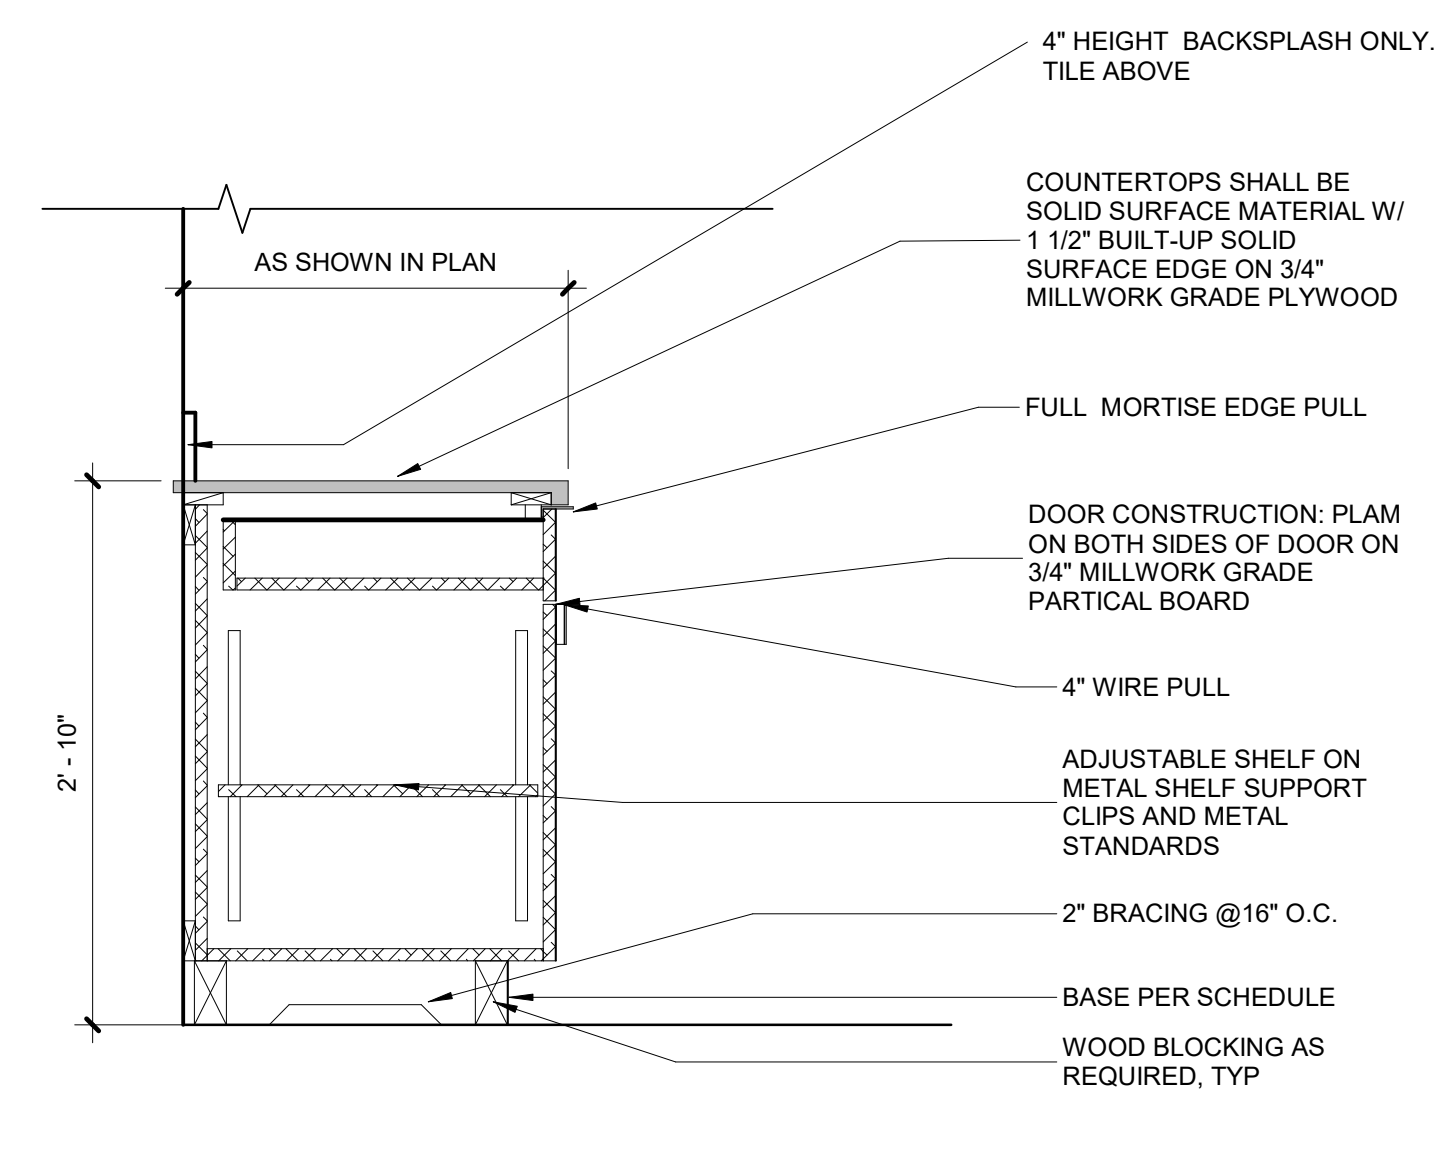 4" HEIGHT  BACKSPLASH ONLY.
TILE ABOVE
COUNTERTOPS SHALL BE
SOLID SURFACE MATERIAL W/
1 1/2" BUILT-UP SOLID
SURFACE EDGE ON 3/4"
MILLWORK GRADE PLYWOOD
AS SHOWN IN PLAN
FULL  MORTISE EDGE PULL
DOOR CONSTRUCTION: PLAM
ON BOTH SIDES OF DOOR ON
3/4" MILLWORK GRADE
PARTICAL BOARD
4" WIRE PULL
2' - 10"
ADJUSTABLE SHELF ON
METAL SHELF SUPPORT
CLIPS AND METAL
STANDARDS
2" BRACING @16" O.C.
BASE PER SCHEDULE
WOOD BLOCKING AS
REQUIRED, TYP